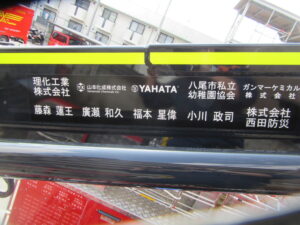 理化工業
株式会社
山本化成株式会社
YAHATA
八尾市私立
幼稚園協会
ガンマーケミカル
株式会
藤森 蓮王 廣瀬 和久 福本 星偉 小川 政司
株式会社
西田防災